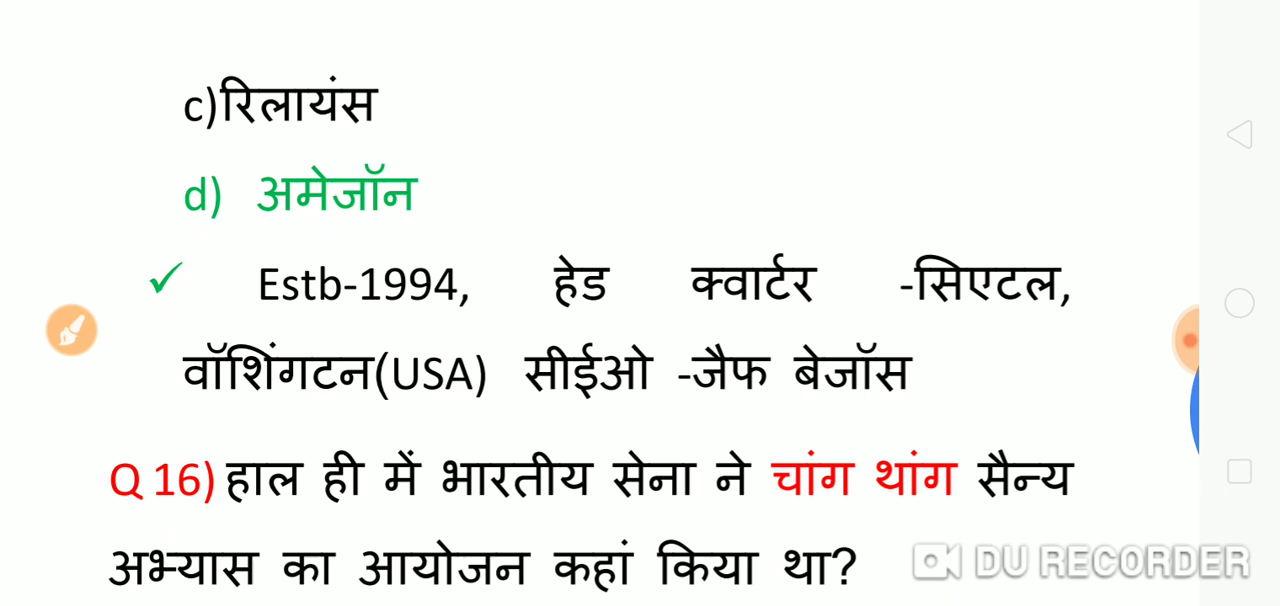 c)रिलायंस
d) अमेजॉन
✓ Estb-1994, हेड क्वार्टर -सिएटल,
वॉशिंगटन(USA) सीईओ -जैफ बेजॉस
Q 16) हाल ही में भारतीय सेना ने चांग थांग सैन्य
अभ्यास का आयोजन कहां किया था?
DU RECORDER